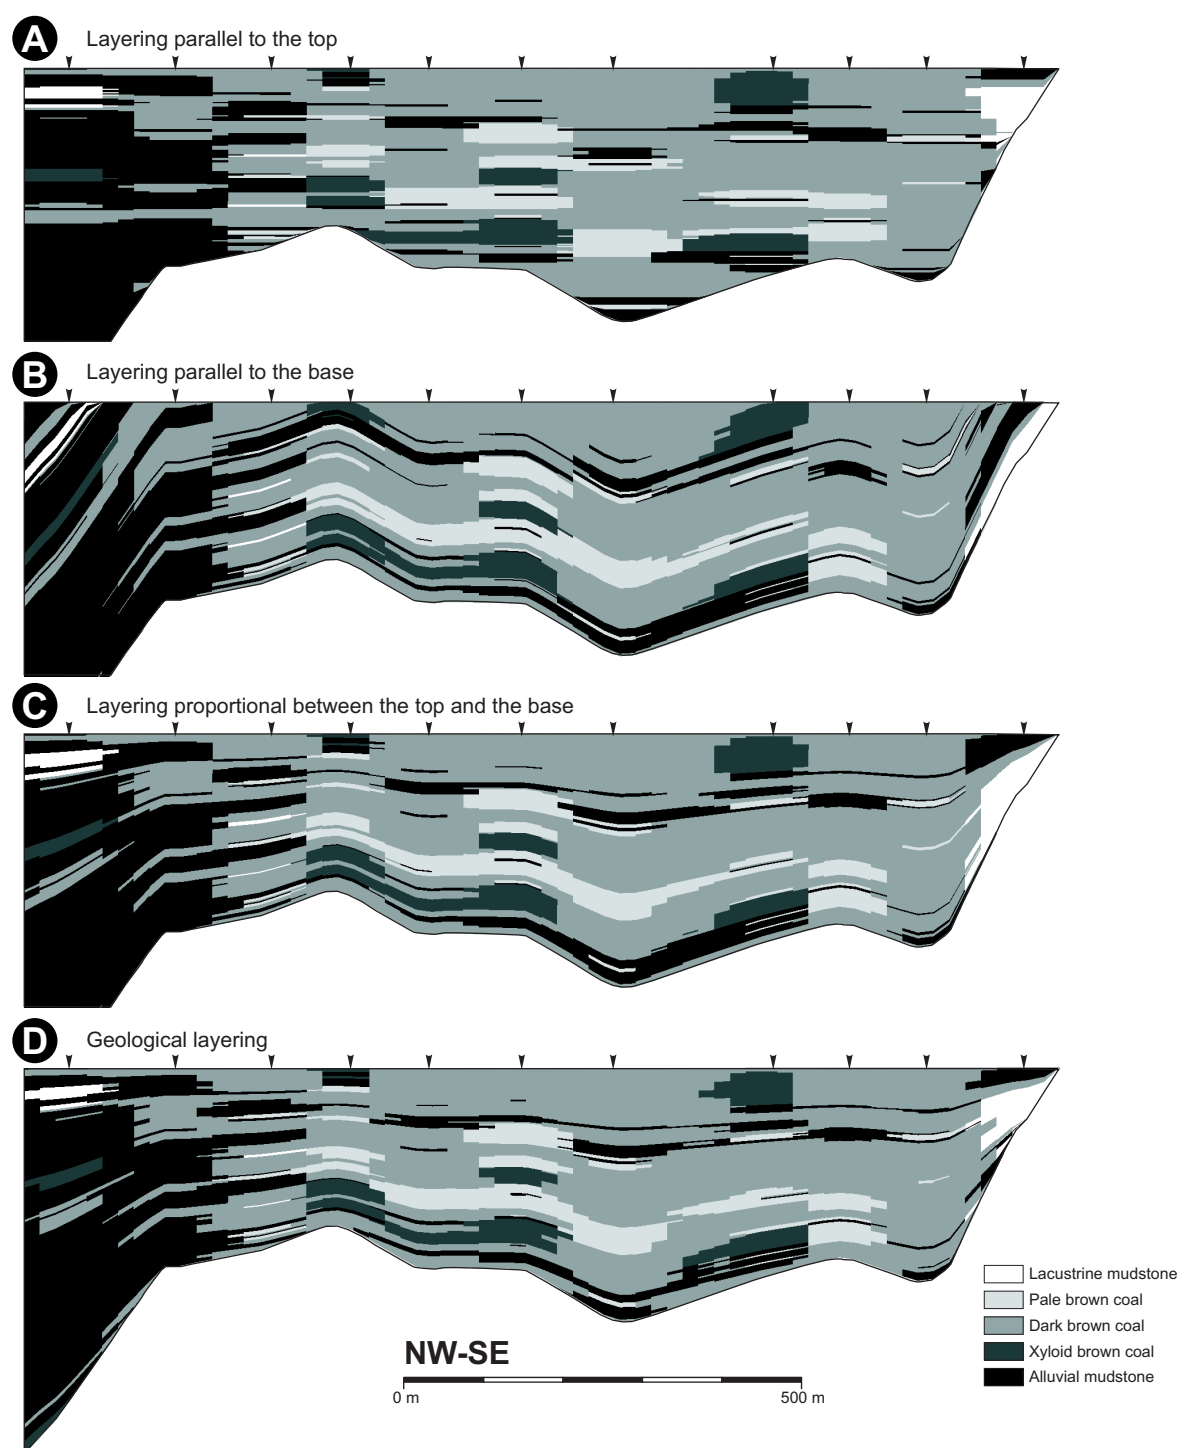 A Layering parallel to the top
B Layering parallel to the base
C Layering proportional between the top and the base
D Geological layering
Lacustrine mudstone
Pale brown coal
Dark brown coal
Xyloid brown coal
Alluvial mudstone
NW-SE
0 m 500 m